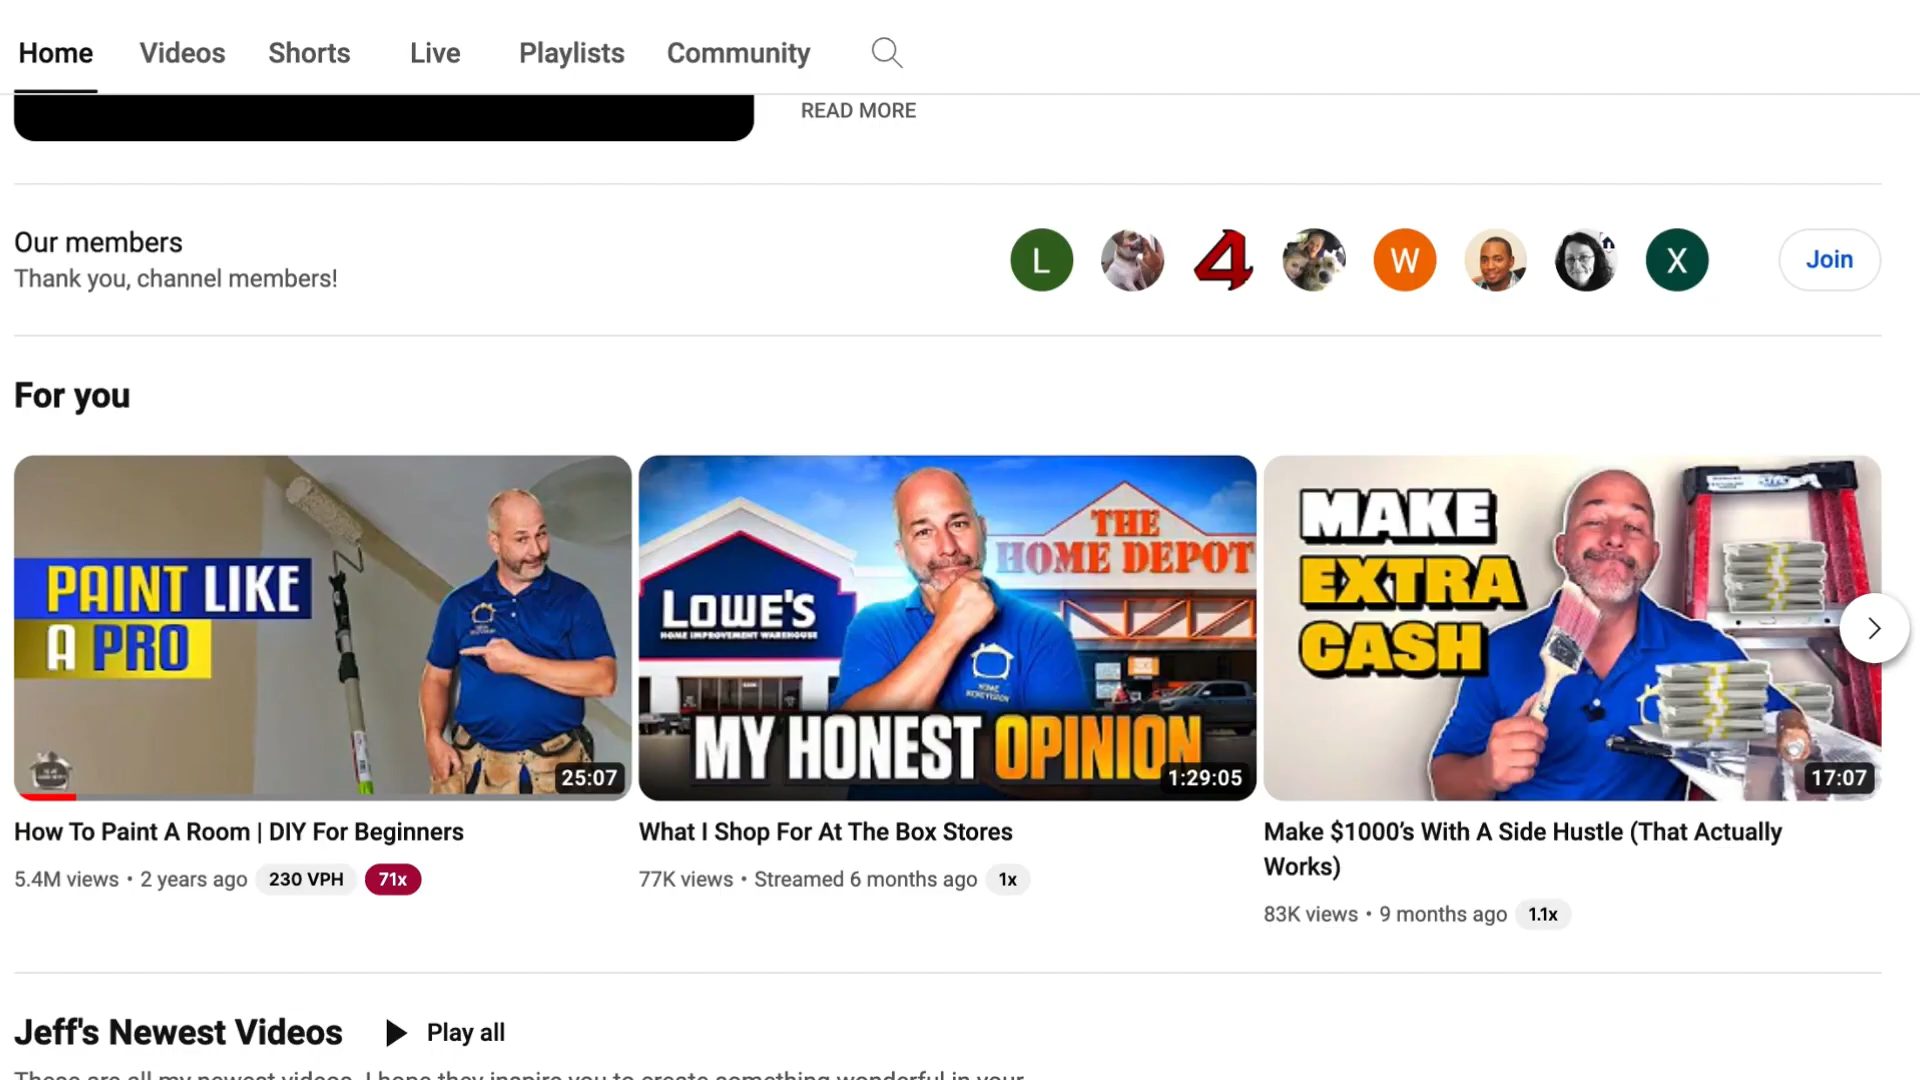 Home Videos Shorts Live Playlists Community
READ MORE
Our members
Thank you, channel members!
L
4
W
X
Join
For you
PAINT LIKE
A PRO
25:07
LOWE'S
HOME IMPROVEMENT WAREHOUSE
THE
HOME DEPOT
MY HONEST OPINION
1:29:05
MAKE
EXTRA
CASH
17:07
How To Paint A Room | DIY For Beginners
5.4M views • 2 years ago 230 VPH 71x
What I Shop For At The Box Stores
77K views • Streamed 6 months ago 1x
Make $1000's With A Side Hustle (That Actually
Works)
83K views • 9 months ago 1.1x
Jeff's Newest Videos Play all
These are all my newest videos. I hope they inspire you to create something wonderful in your